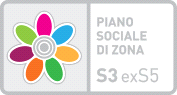 PIANO
SOCIALE
DI ZONA
S3 exS5